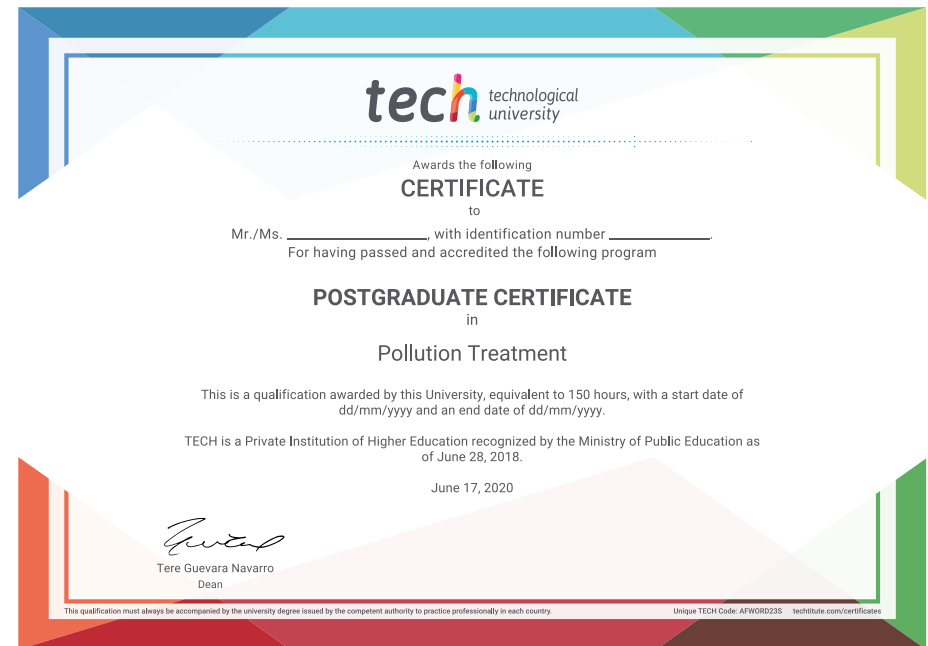 tech technological
university
Awards the following
CERTIFICATE
to
Mr./Ms. ____________________, with identification number ______________.
For having passed and accredited the following program
POSTGRADUATE CERTIFICATE
in
Pollution Treatment
This is a qualification awarded by this University, equivalent to 150 hours, with a start date of
dd/mm/yyyy and an end date of dd/mm/yyyy.
TECH is a Private Institution of Higher Education recognized by the Ministry of Public Education as
of June 28, 2018.
June 17, 2020
Tere Guevara Navarro
Dean
This qualification must always be accompanied by the university degree issued by the competent authority to practice professionally in each country.
Unique TECH Code: AFWORD23S techtitute.com/certificates